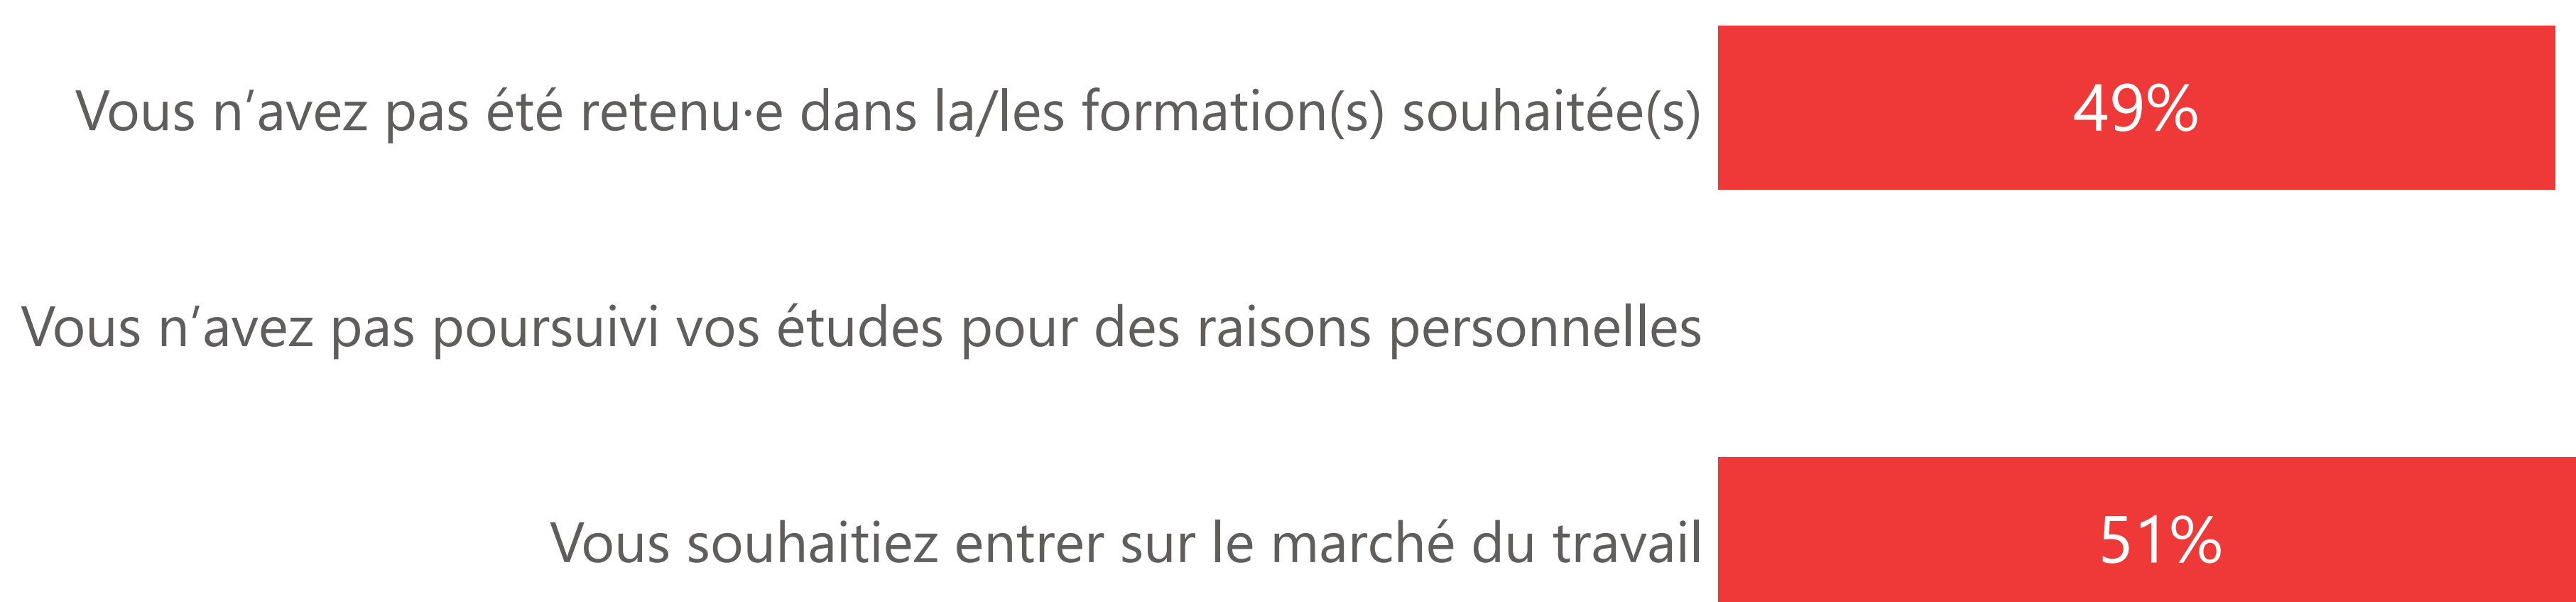 Vous n’avez pas été retenu·e dans la/les formation(s) souhaitée(s) 49%
Vous n’avez pas poursuivi vos études pour des raisons personnelles
Vous souhaitiez entrer sur le marché du travail 51%